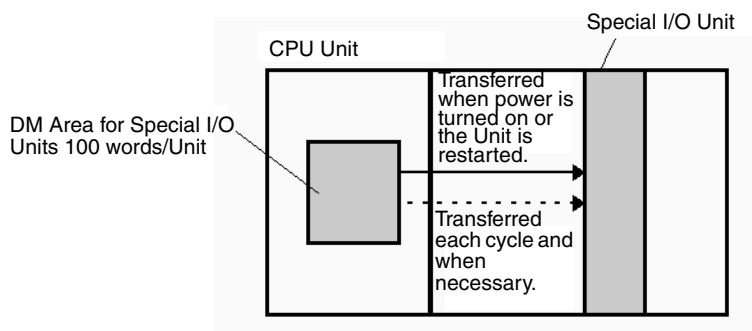 Special I/O Unit
CPU Unit
Transferred
when power is
turned on or
the Unit is
restarted.
DM Area for Special I/O
Units 100 words/Unit
Transferred
each cycle and
when
necessary.